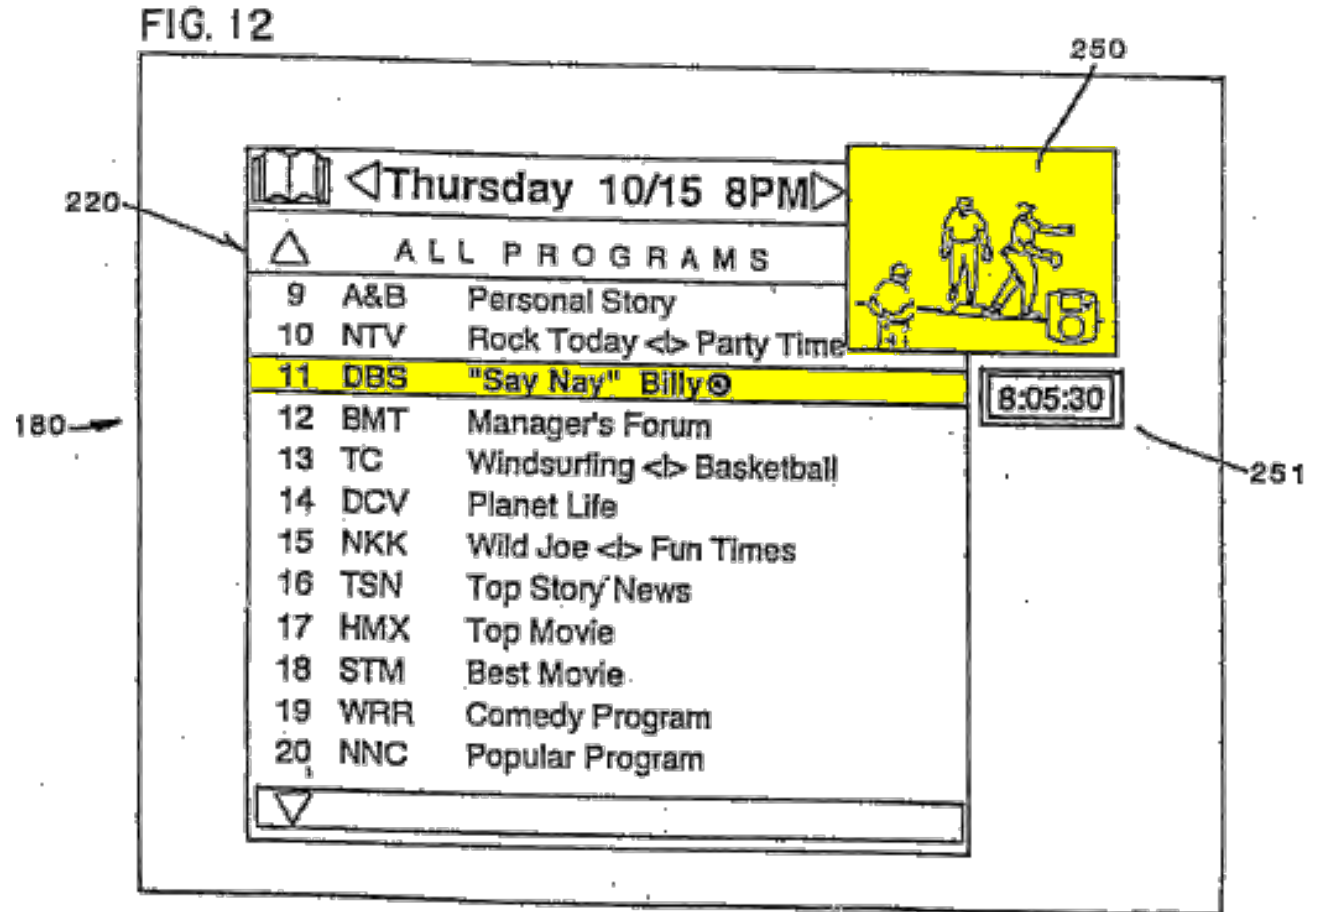 FIG. 12
250
Thursday 10/15 8PM
220
ALL PROGRAMS
9 A&B Personal Story
10 NTV Rock Today <I> Party Time
11 DBS "Say Nay" Billy
8:05:30
180
12 BMT Manager's Forum
13 TC Windsurfing <I> Basketball
251
14 DCV Planet Life
15 NKK Wild Joe <I> Fun Times
16 TSN Top Story News
17 HMX Top Movie
18 STM Best Movie
19 WRR Comedy Program
20 NNC Popular Program